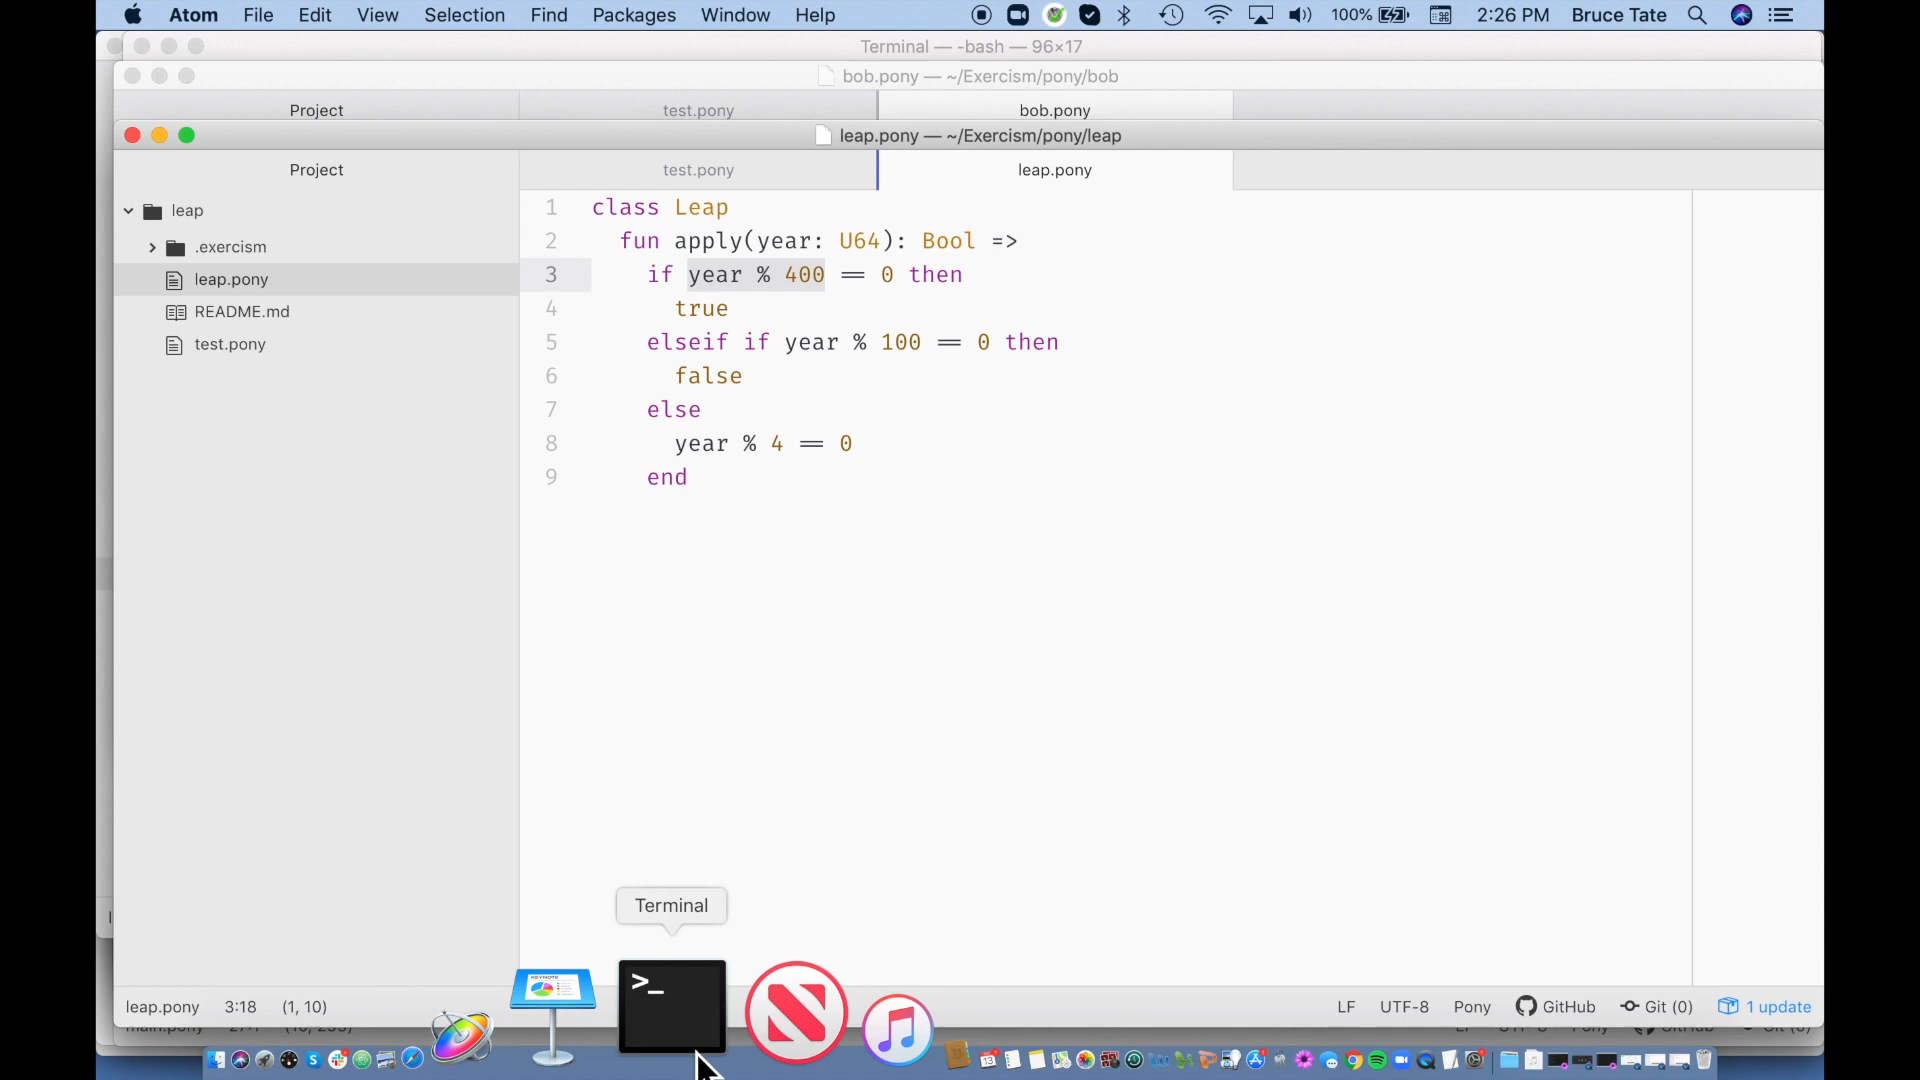 Atom File Edit View Selection Find Packages Window Help 100% 2:26 PM Bruce Tate
Terminal — -bash — 96×17
bob.pony — ~/Exercism/pony/bob
Project test.pony bob.pony
leap.pony — ~/Exercism/pony/leap
Project test.pony leap.pony
leap
.exercism
leap.pony
README.md
test.pony
1 class Leap
2 fun apply(year: U64): Bool =>
3 if year % 400 == 0 then
4 true
5 elseif if year % 100 == 0 then
6 false
7 else
8 year % 4 == 0
9 end
Terminal
KEYNOTE
>_
leap.pony 3:18 (1, 10) LF UTF-8 Pony GitHub Git (0) 1 update